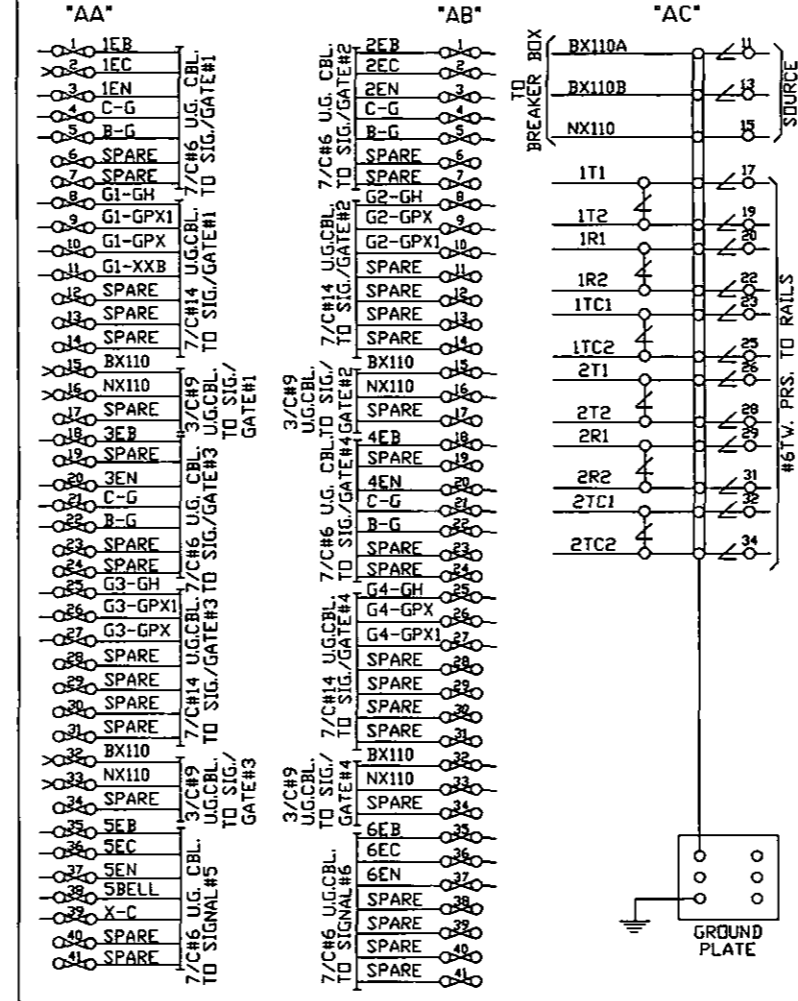 "AA"
1 1EB
2 1EC
3 1EN
4 C-G
5 B-G
6 SPARE
7 SPARE
7/C#6 U.G. CBL.
TO SIG./GATE#1
8 G1-GH
9 G1-GPX1
10 G1-GPX
11 G1-XXB
12 SPARE
13 SPARE
14 SPARE
7/C#14 U.G.CBL.
TO SIG./GATE#1
15 BX110
16 NX110
17 SPARE
3/C#9
U.G.CBL.
TO SIG./
GATE#1
18 3EB
19 SPARE
20 3EN
21 C-G
22 B-G
23 SPARE
24 SPARE
7/C#6 U.G. CBL.
TO SIG./GATE#3
25 G3-GH
26 G3-GPX1
27 G3-GPX
28 SPARE
29 SPARE
30 SPARE
31 SPARE
7/C#14 U.G.CBL.
TO SIG./GATE#3
32 BX110
33 NX110
34 SPARE
3/C#9
U.G.CBL.
TO SIG./
GATE#3
35 5EB
36 5EC
37 5EN
38 5BELL
39 X-C
40 SPARE
41 SPARE
7/C#6 U.G. CBL.
TO SIGNAL#5
"AB"
7/C#6 U.G. CBL.
TO SIG./GATE#2
2EB 1
2EC 2
2EN 3
C-G 4
B-G 5
SPARE 6
SPARE 7
7/C#14 U.G.CBL.
TO SIG./GATE#2
G2-GH 8
G2-GPX 9
G2-GPX1 10
SPARE 11
SPARE 12
SPARE 13
SPARE 14
3/C#9
U.G.CBL.
TO SIG./
GATE#2
BX110 15
NX110 16
SPARE 17
7/C#6 U.G. CBL.
TO SIG./GATE#4
4EB 18
SPARE 19
4EN 20
C-G 21
B-G 22
SPARE 23
SPARE 24
7/C#14 U.G.CBL.
TO SIG./GATE#4
G4-GH 25
G4-GPX 26
G4-GPX1 27
SPARE 28
SPARE 29
SPARE 30
SPARE 31
3/C#9
U.G.CBL.
TO SIG./
GATE#4
BX110 32
NX110 33
SPARE 34
7/C#6 U.G. CBL.
TO SIGNAL#6
6EB 35
6EC 36
6EN 37
SPARE 38
SPARE 39
SPARE 40
SPARE 41
"AC"
TO
BREAKER BOX
BX110A 11
BX110B 13
NX110 15
SOURCE
1T1 17
1T2 19
1R1 20
1R2 22
1TC1 23
1TC2 25
2T1 26
2T2 28
2R1 29
2R2 31
2TC1 32
2TC2 34
#6TW. PRS. TO RAILS
GROUND
PLATE